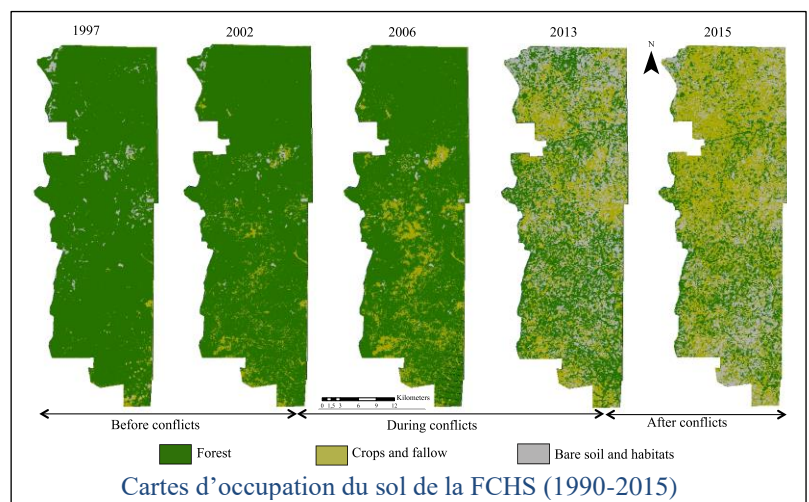 1997 2002 2006 2013 2015
N
Kilometers
0 1,5 3 6 9 12
Before conflicts During conflicts After conflicts
Forest Crops and fallow Bare soil and habitats
Cartes d’occupation du sol de la FCHS (1990-2015)